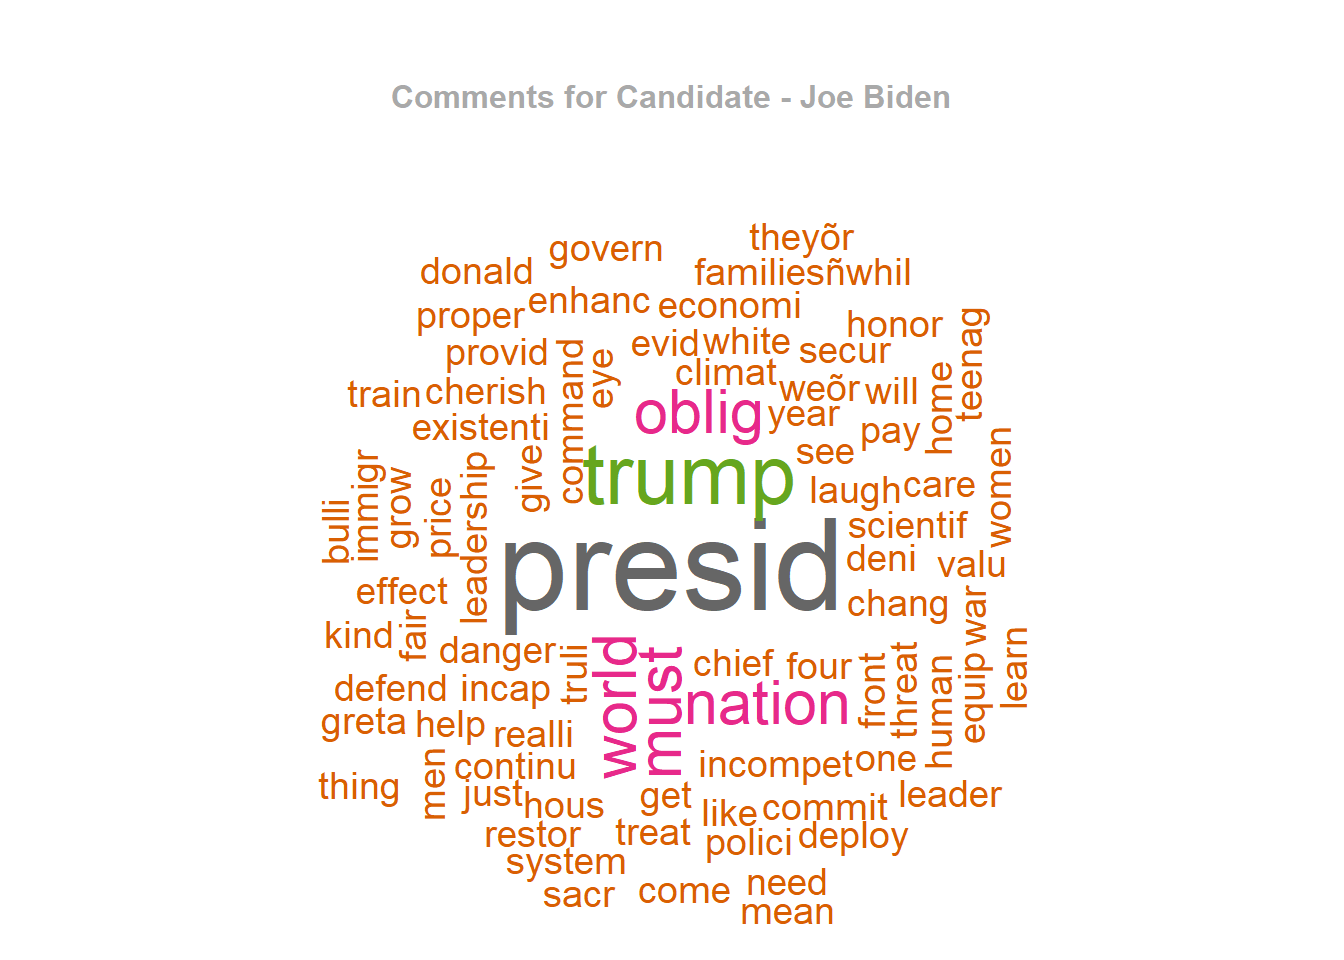 Comments for Candidate - Joe Biden
theyõr
govern
donald
familiesñwhil
enhanc
economi
proper
honor
teenag
provid
evid
white
secur
command
eye
climat
train
cherish
weõr
will
home
oblig
year
existenti
pay
see
give
trump
laugh
care
women
bulli
immigr
grow
price
leadership
scientif
presid
deni
valu
effect
chang
war
kind
fair
danger
truli
world
must
chief
four
front
threat
human
equip
learn
defend
incap
nation
greta
help
realli
incompet
one
thing
men
continu
just
hous
get
like
commit
leader
restor
treat
polici
deploy
system
sacr
come
need
mean